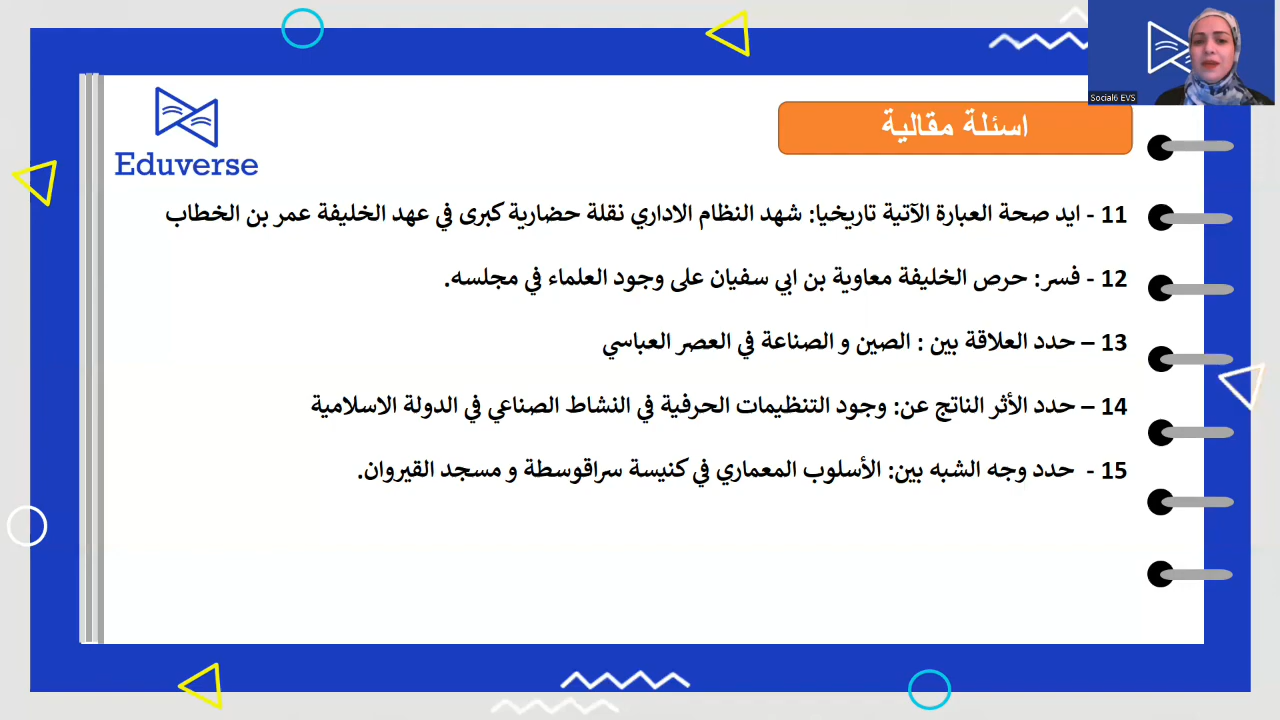 Social6 EVS
Eduverse
اسئلة مقالية
11 - ايد صحة العبارة الآتية تاريخيا: شهد النظام الاداري نقلة حضارية كبرى في عهد الخليفة عمر بن الخطاب
12 - فسر: حرص الخليفة معاوية بن ابي سفيان على وجود العلماء في مجلسه.
13 – حدد العلاقة بين : الصين و الصناعة في العصر العباسي
14 – حدد الأثر الناتج عن: وجود التنظيمات الحرفية في النشاط الصناعي في الدولة الاسلامية
15 - حدد وجه الشبه بين: الأسلوب المعماري في كنيسة سراقوسطة و مسجد القيروان.